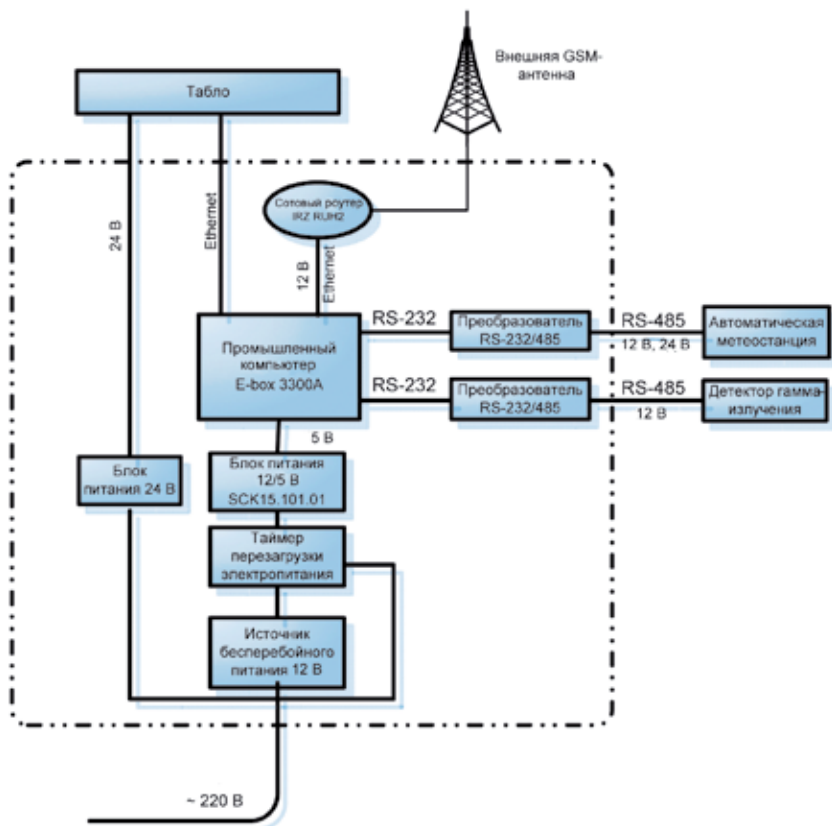 Внешняя GSM-
антенна
Табло
24 В
Ethernet
Сотовый роутер
IRZ RUH2
12 В
Ethernet
Промышленный
компьютер
E-box 3300A
RS-232
Преобразователь
RS-232/485
RS-485
12 В, 24 В
Автоматическая
метеостанция
RS-232
Преобразователь
RS-232/485
RS-485
12 В
Детектор гамма-
излучения
5 В
Блок
питания 24 В
Блок питания
12/5 В
SCK15.101.01
Таймер
перезагрузки
электропитания
Источник
бесперебойного
питания 12 В
~ 220 В